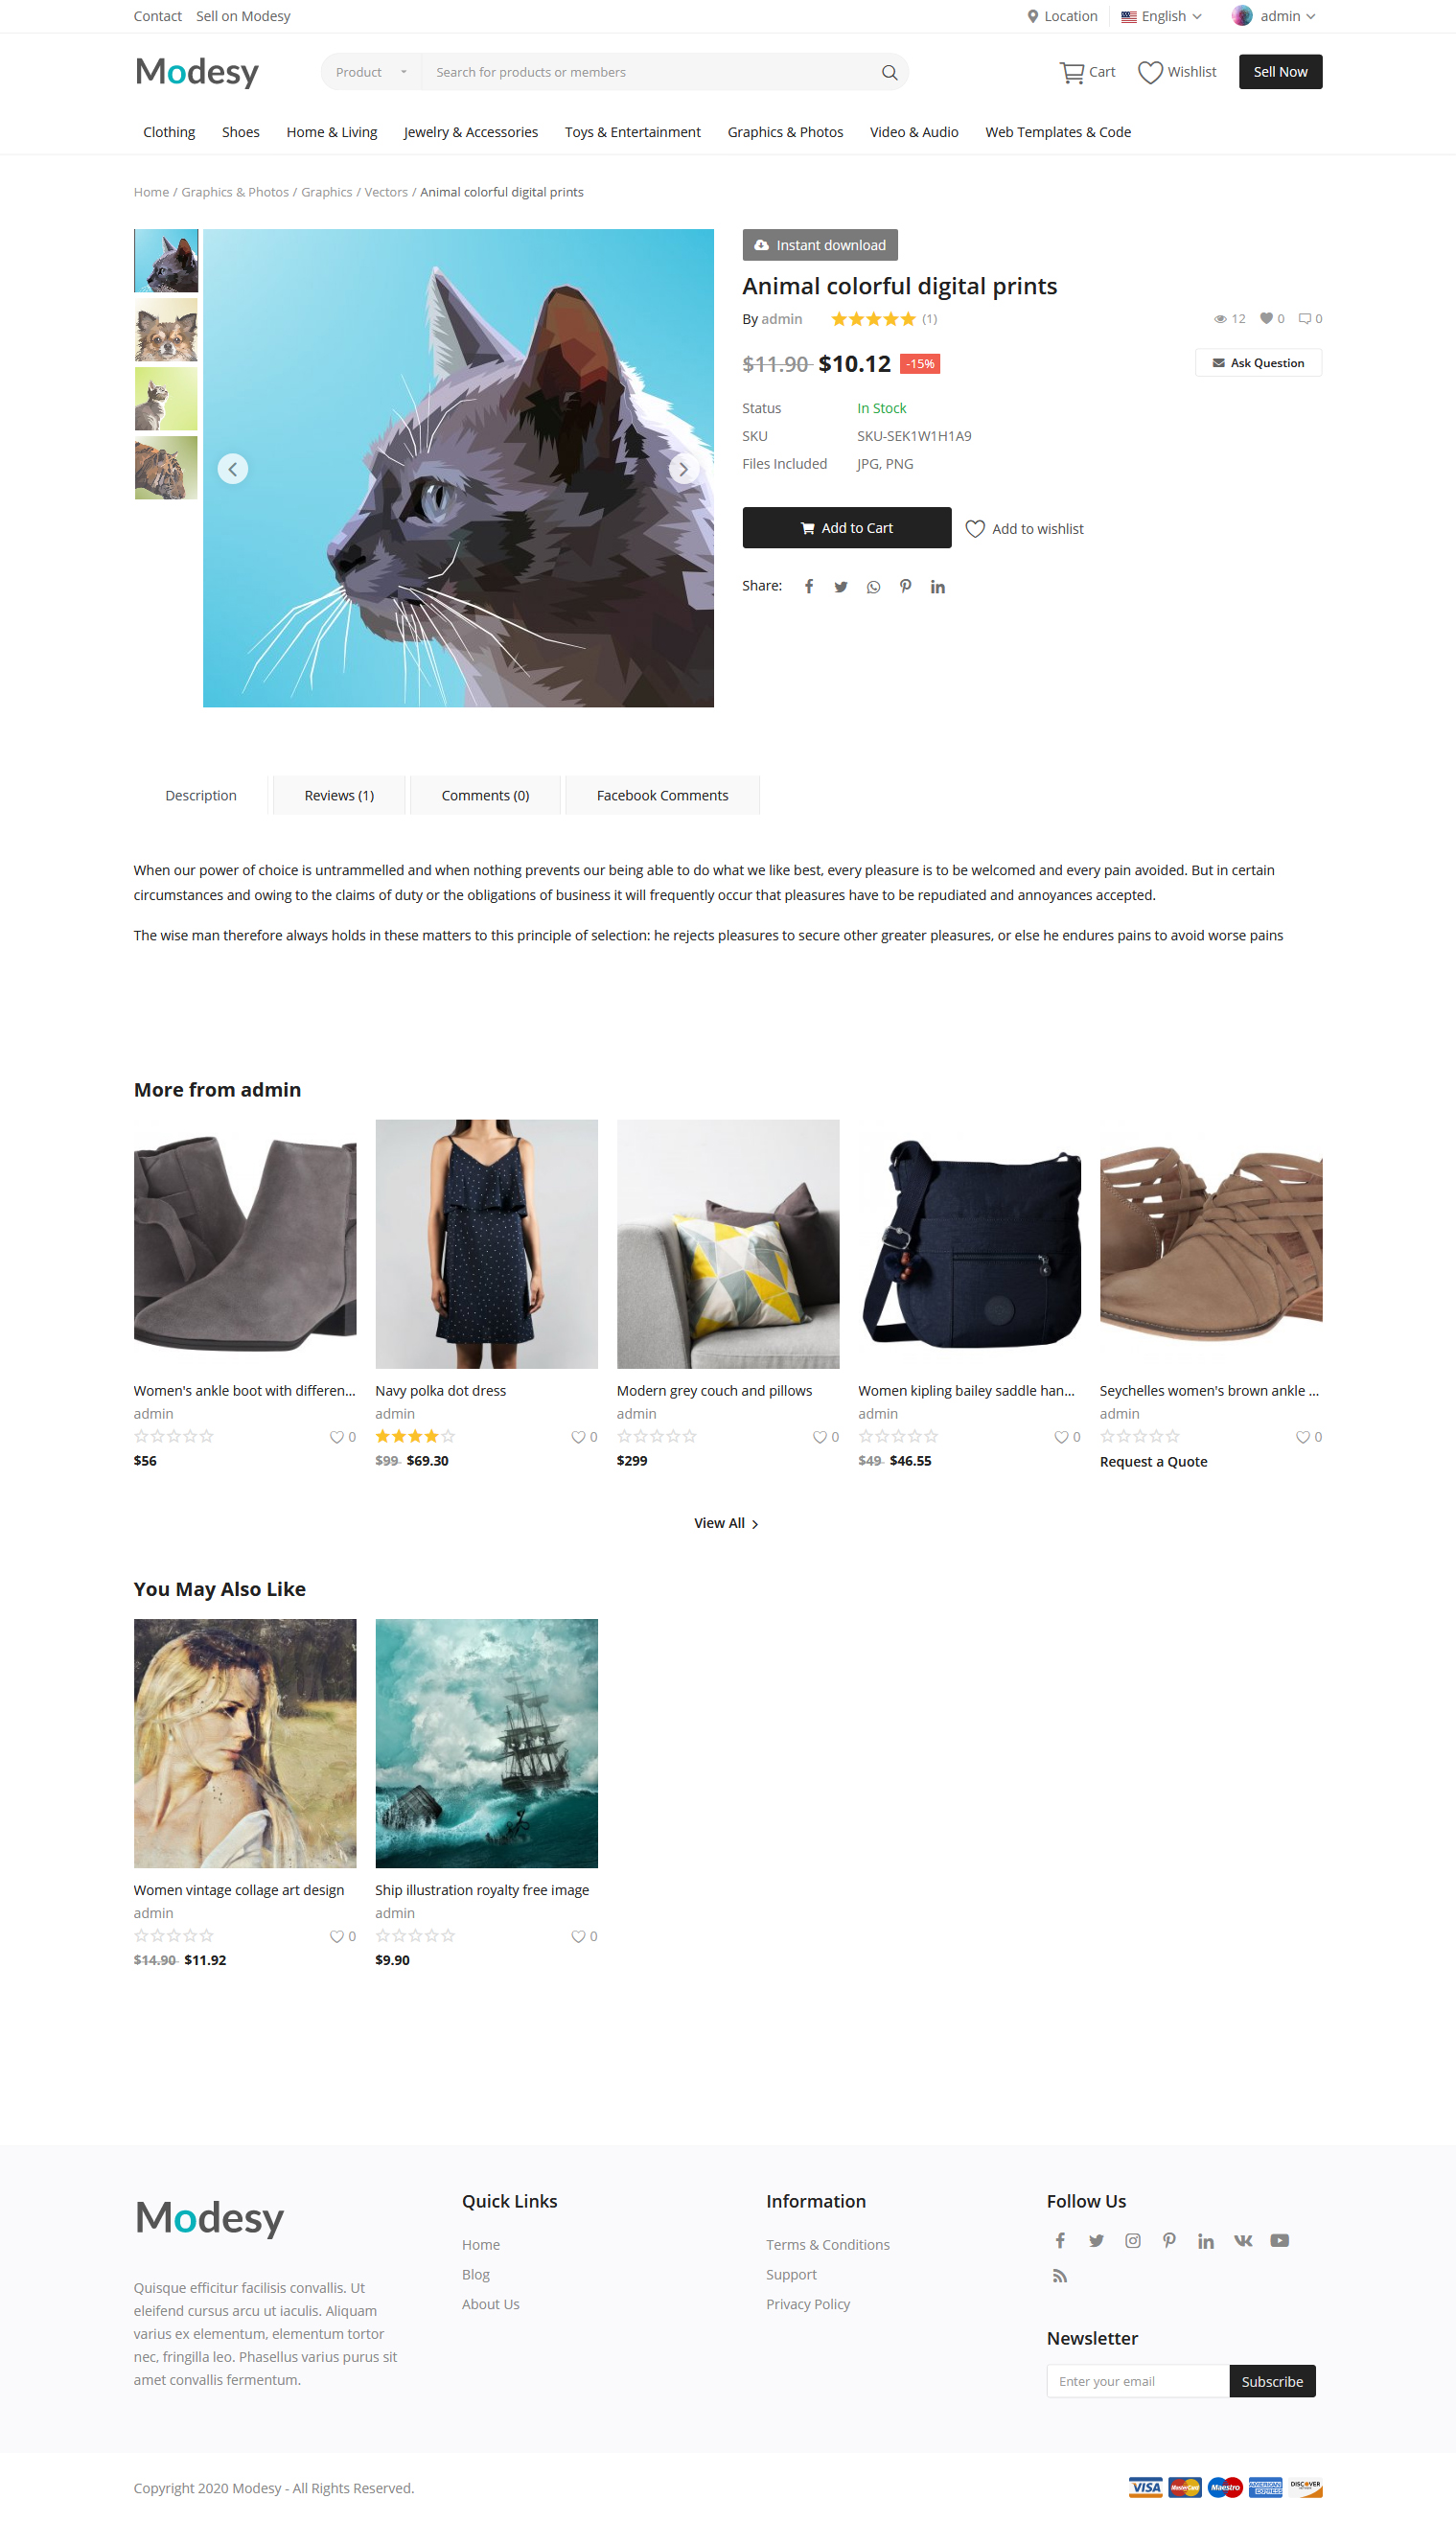 Contact Sell on Modesy Location English admin
Modesy Product Search for products or members Cart Wishlist Sell Now
Clothing Shoes Home & Living Jewelry & Accessories Toys & Entertainment Graphics & Photos Video & Audio Web Templates & Code
Home / Graphics & Photos / Graphics / Vectors / Animal colorful digital prints
Instant download
Animal colorful digital prints
By admin (1) 12 0 0
$11.90 $10.12 -15% Ask Question
Status In Stock
SKU SKU-SEK1W1H1A9
Files Included JPG, PNG
Add to Cart Add to wishlist
Share:
Description Reviews (1) Comments (0) Facebook Comments
When our power of choice is untrammelled and when nothing prevents our being able to do what we like best, every pleasure is to be welcomed and every pain avoided. But in certain
circumstances and owing to the claims of duty or the obligations of business it will frequently occur that pleasures have to be repudiated and annoyances accepted.
The wise man therefore always holds in these matters to this principle of selection: he rejects pleasures to secure other greater pleasures, or else he endures pains to avoid worse pains
More from admin
Women's ankle boot with differen... Navy polka dot dress Modern grey couch and pillows Women kipling bailey saddle han... Seychelles women's brown ankle ...
admin admin admin admin admin
0 0 0 0 0
$56 $99 $69.30 $299 $49 $46.55 Request a Quote
View All
You May Also Like
Women vintage collage art design Ship illustration royalty free image
admin admin
0 0
$14.90 $11.92 $9.90
Modesy Quick Links Information Follow Us
Home Terms & Conditions
Blog Support
About Us Privacy Policy
Quisque efficitur facilisis convallis. Ut
eleifend cursus arcu ut iaculis. Aliquam
varius ex elementum, elementum tortor
nec, fringilla leo. Phasellus varius purus sit
amet convallis fermentum.
Newsletter
Enter your email Subscribe
Copyright 2020 Modesy - All Rights Reserved. VISA MasterCard Maestro AMERICAN EXPRESS DISCOVER